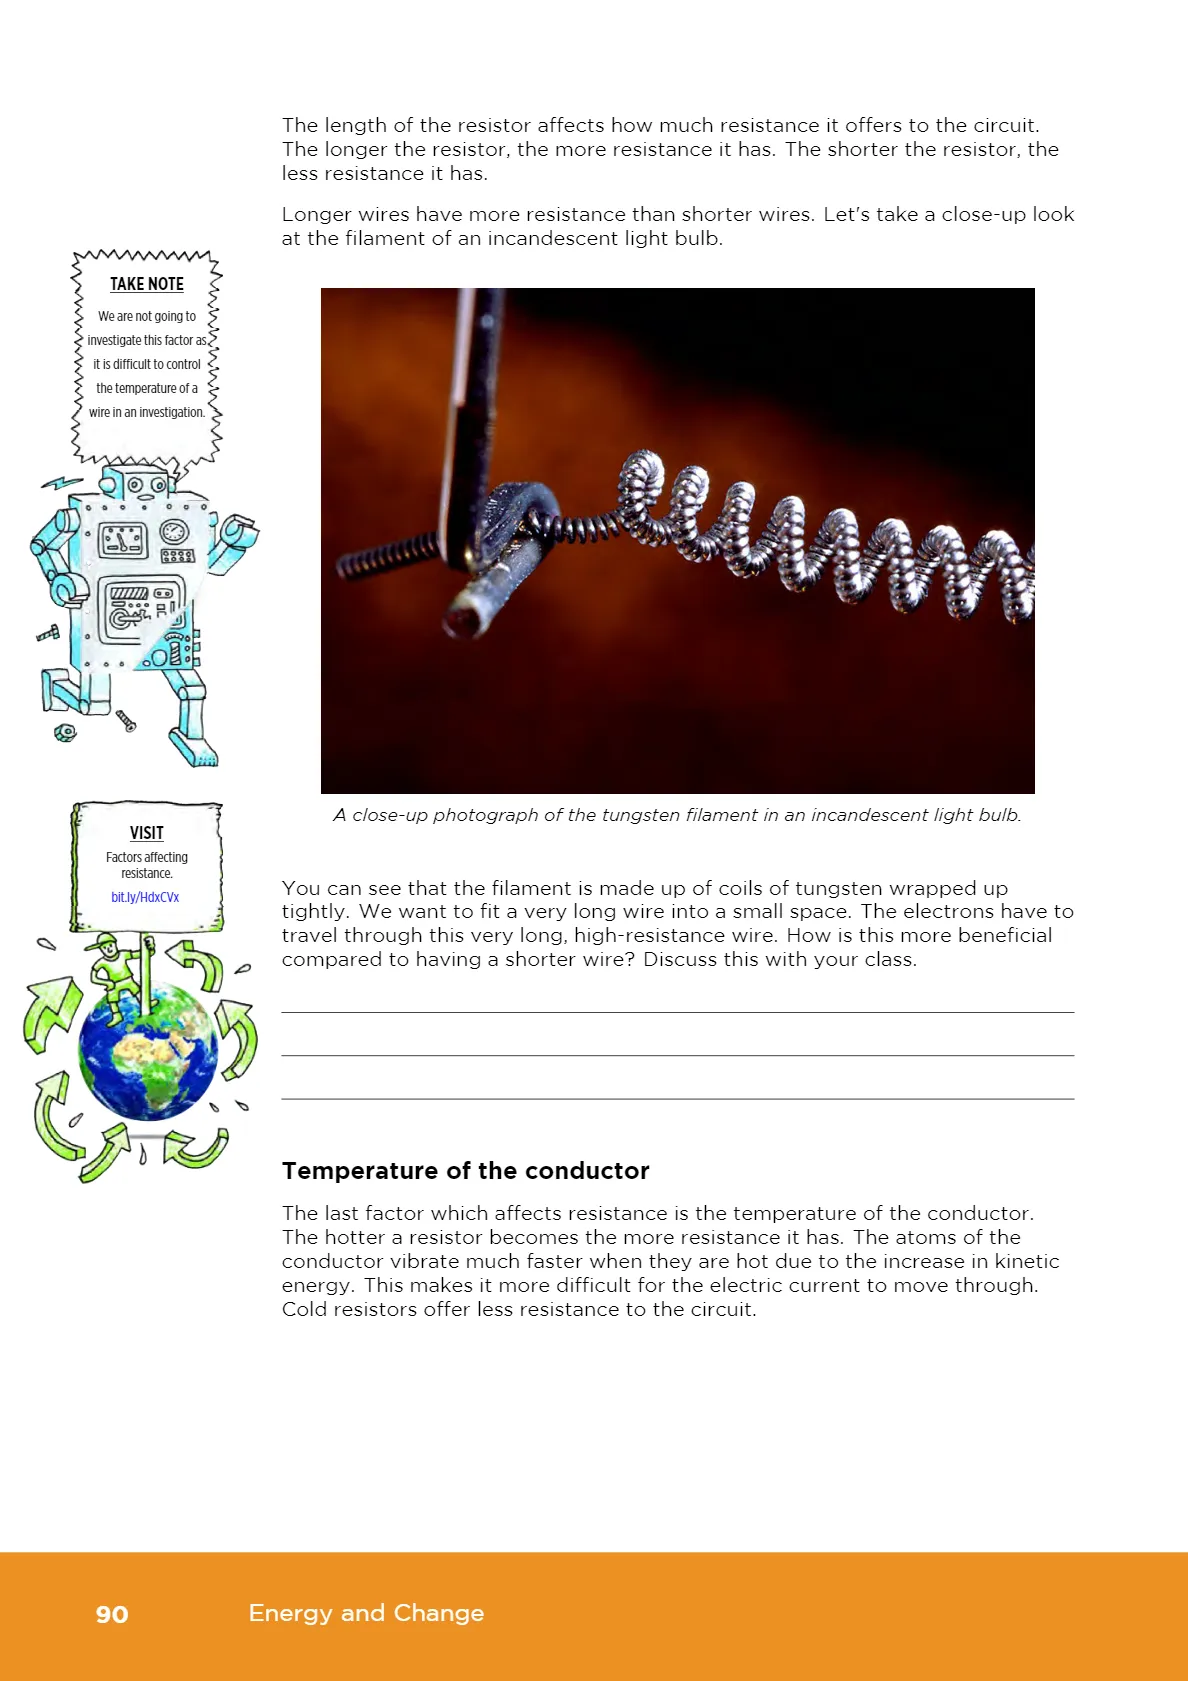 The length of the resistor affects how much resistance it offers to the circuit.
The longer the resistor, the more resistance it has. The shorter the resistor, the
less resistance it has.
Longer wires have more resistance than shorter wires. Let's take a close-up look
at the filament of an incandescent light bulb.
TAKE NOTE
We are not going to
investigate this factor as
it is difficult to control
the temperature of a
wire in an investigation.
A close-up photograph of the tungsten filament in an incandescent light bulb.
VISIT
Factors affecting
resistance.
bit.ly/HdxCVx
You can see that the filament is made up of coils of tungsten wrapped up
tightly. We want to fit a very long wire into a small space. The electrons have to
travel through this very long, high-resistance wire. How is this more beneficial
compared to having a shorter wire? Discuss this with your class.
Temperature of the conductor
The last factor which affects resistance is the temperature of the conductor.
The hotter a resistor becomes the more resistance it has. The atoms of the
conductor vibrate much faster when they are hot due to the increase in kinetic
energy. This makes it more difficult for the electric current to move through.
Cold resistors offer less resistance to the circuit.
90 Energy and Change